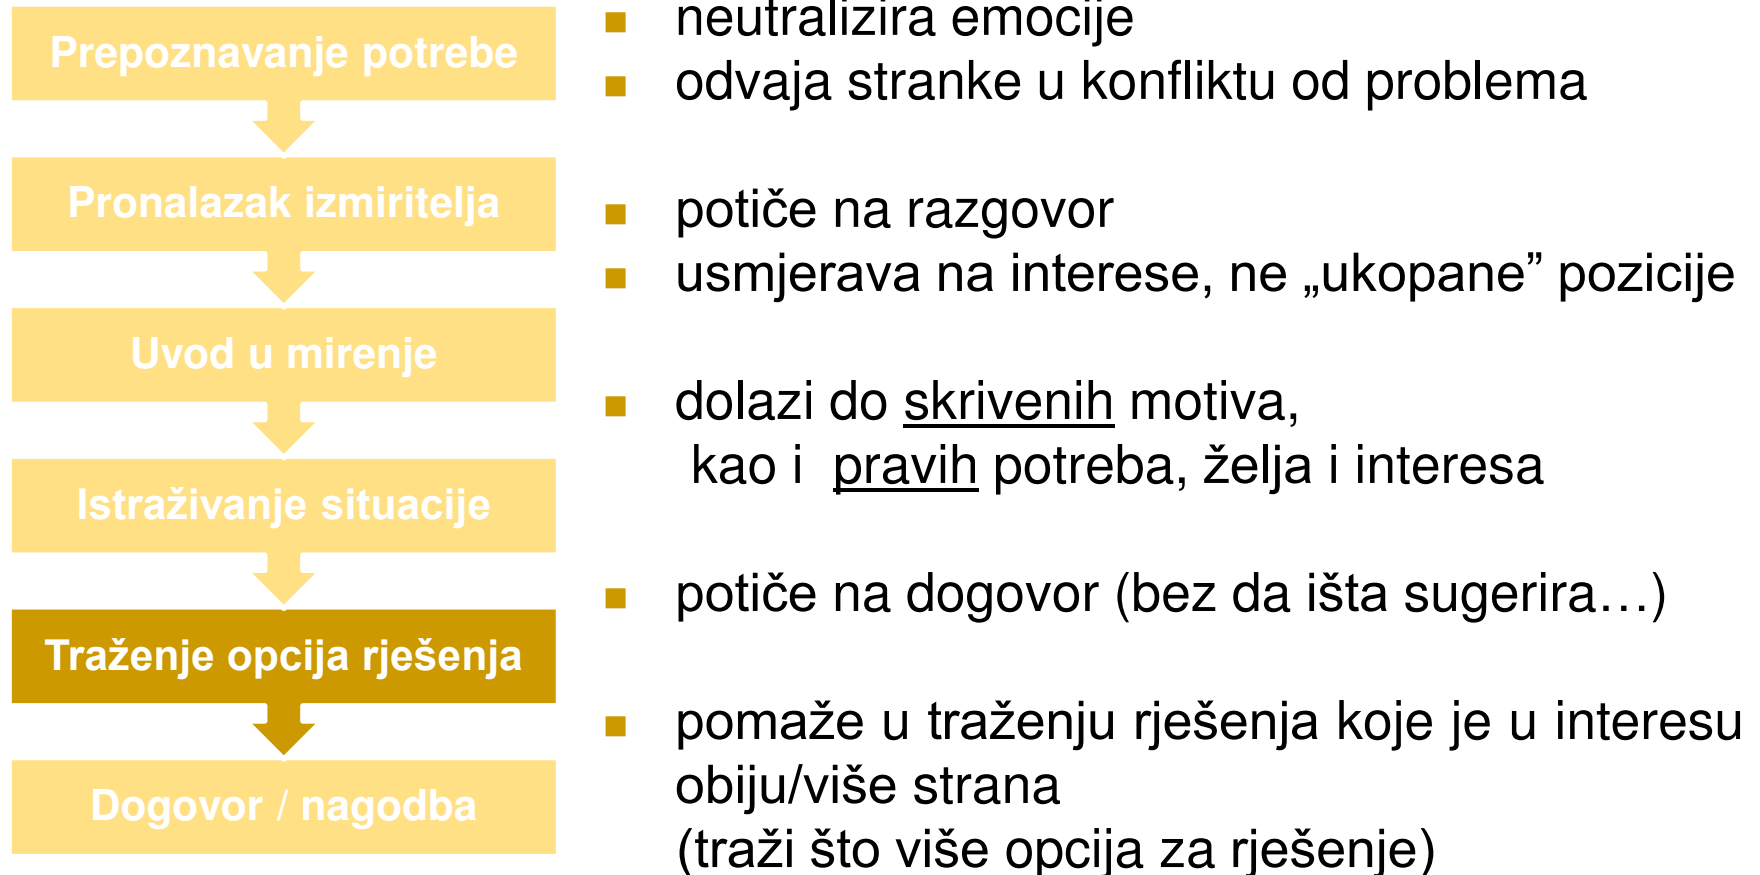 Prepoznavanje potrebe
Pronalazak izmiritelja
Uvod u mirenje
Istraživanje situacije
Traženje opcija rješenja
Dogovor / nagodba
neutralizira emocije
odvaja stranke u konfliktu od problema
potiče na razgovor
usmjerava na interese, ne „ukopane” pozicije
dolazi do skrivenih motiva,
kao i pravih potreba, želja i interesa
potiče na dogovor (bez da išta sugerira…)
pomaže u traženju rješenja koje je u interesu
obiju/više strana
(traži što više opcija za rješenje)